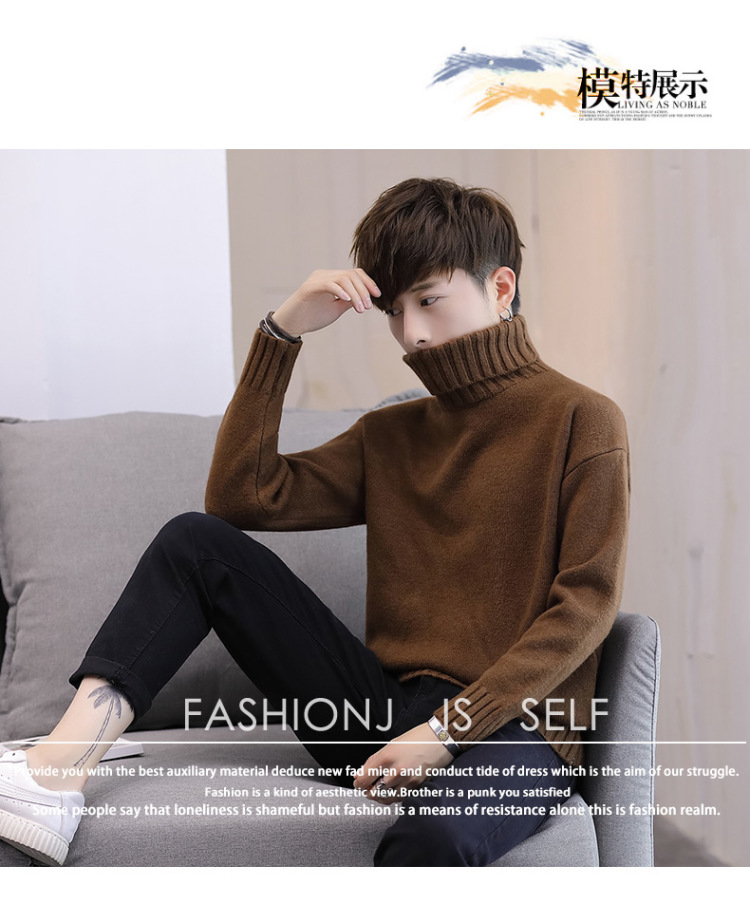 模特展示
LIVING AS NOBLE
FASHIONJ IS SELF
Provide you with the best auxiliary material deduce new fad mien and conduct tide of dress which is the aim of our struggle.
Fashion is a kind of aesthetic view.Brother is a punk you satisfied
Some people say that loneliness is shameful but fashion is a means of resistance alone this is fashion realm.